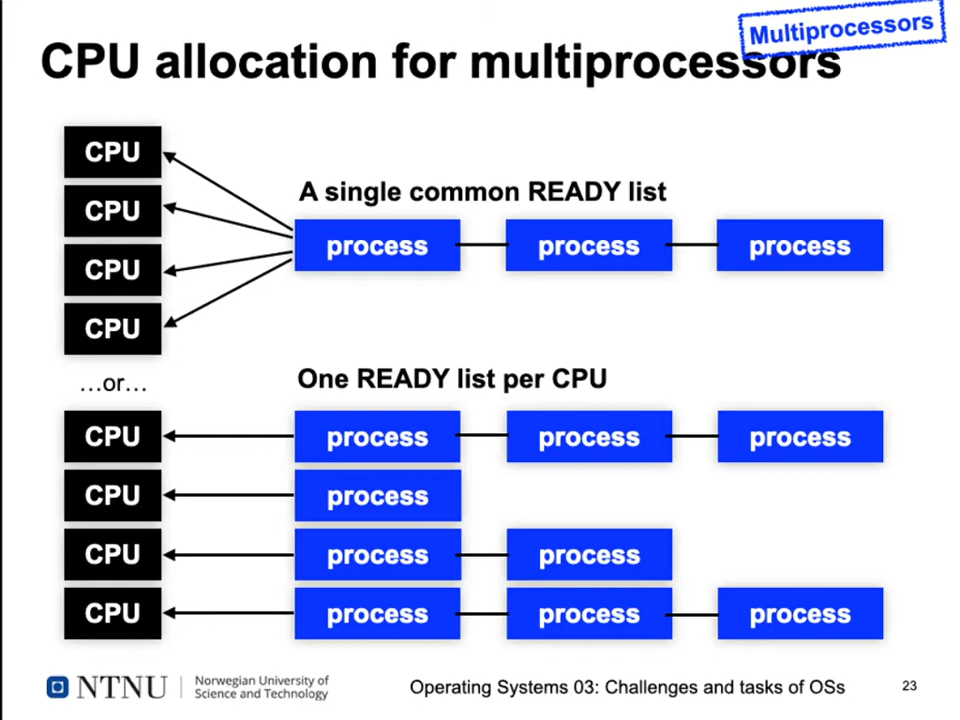 Multiprocessors
CPU allocation for multiprocessors
CPU
CPU
CPU
CPU
A single common READY list
process process process
…or…
One READY list per CPU
CPU process process process
CPU process
CPU process process
CPU process process process
NTNU
Norwegian University of
Science and Technology
Operating Systems 03: Challenges and tasks of OSs
23